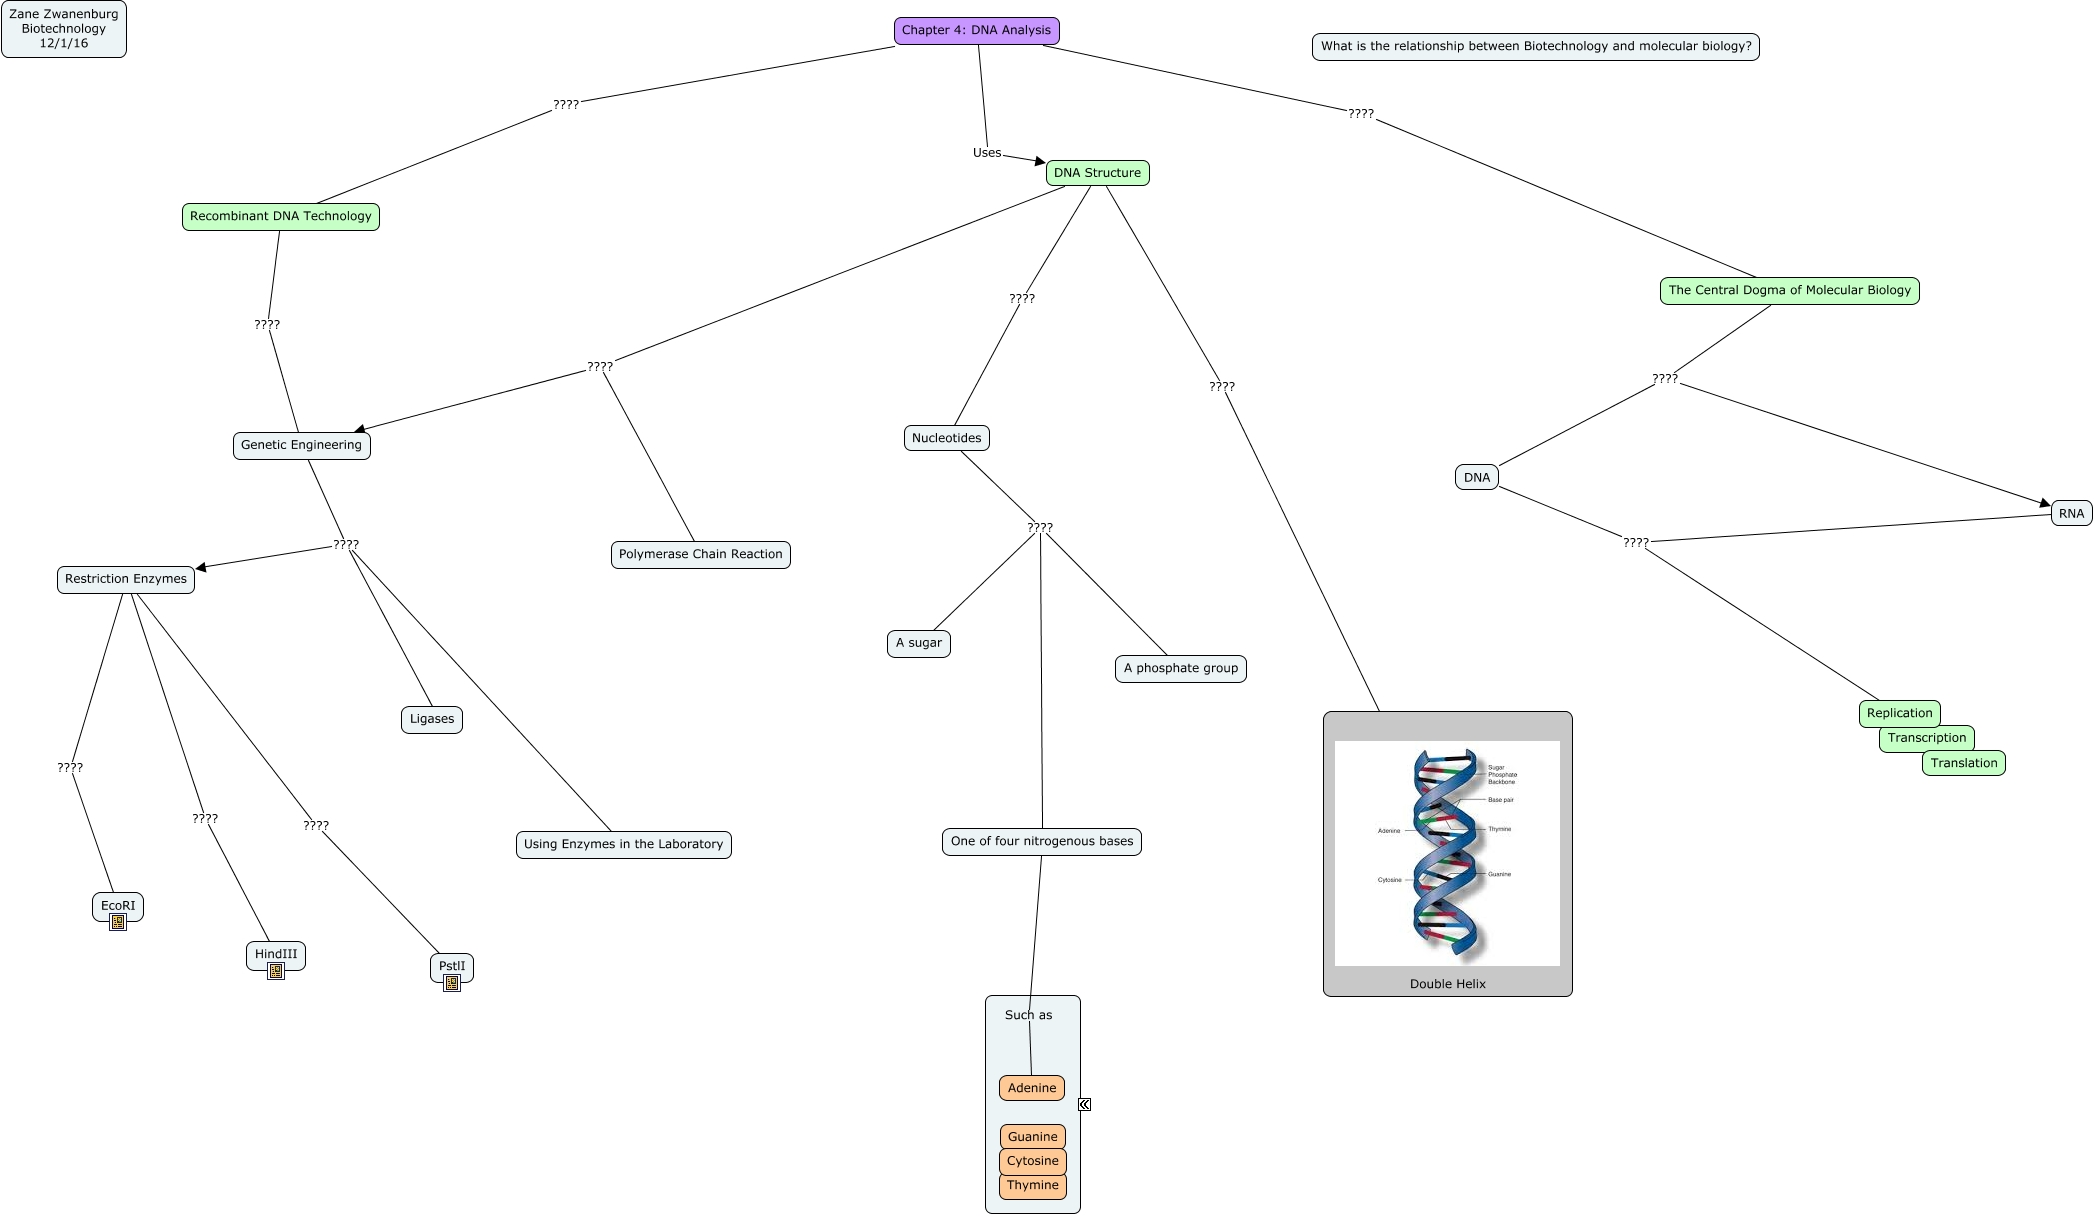 Zane Zwanenburg
Biotechnology
12/1/16
Chapter 4: DNA Analysis
What is the relationship between Biotechnology and molecular biology?
????
????
Uses
DNA Structure
Recombinant DNA Technology
The Central Dogma of Molecular Biology
????
????
????
????
????
Genetic Engineering
Nucleotides
DNA
RNA
????
????
????
Polymerase Chain Reaction
Restriction Enzymes
A sugar
A phosphate group
Ligases
Replication
Transcription
Translation
????
????
????
Using Enzymes in the Laboratory
One of four nitrogenous bases
Sugar
Phosphate
Backbone
Base pair
Adenine
Thymine
Cytosine
Guanine
Double Helix
EcoRI
HindIII
PstlI
Such as
Adenine
Guanine
Cytosine
Thymine